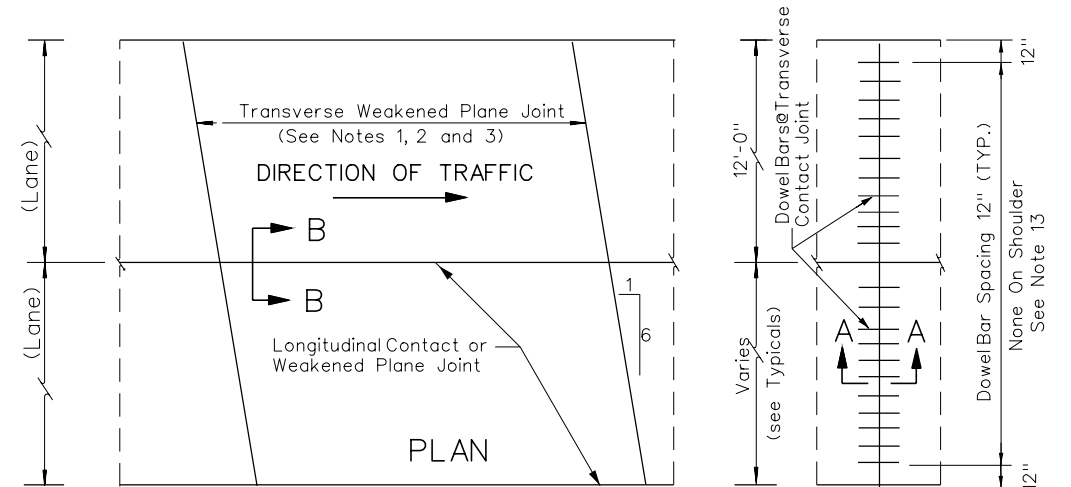 (Lane)
(Lane)
Transverse Weakened Plane Joint
(See Notes 1, 2 and 3)
DIRECTION OF TRAFFIC
B
B
1
6
Longitudinal Contact or
Weakened Plane Joint
PLAN
12'-0"
Varies
(see Typicals)
Dowel Bars@Transverse
Contact Joint
A
A
12"
Dowel Bar Spacing 12" (TYP.)
None On Shoulder
See Note 13
12"